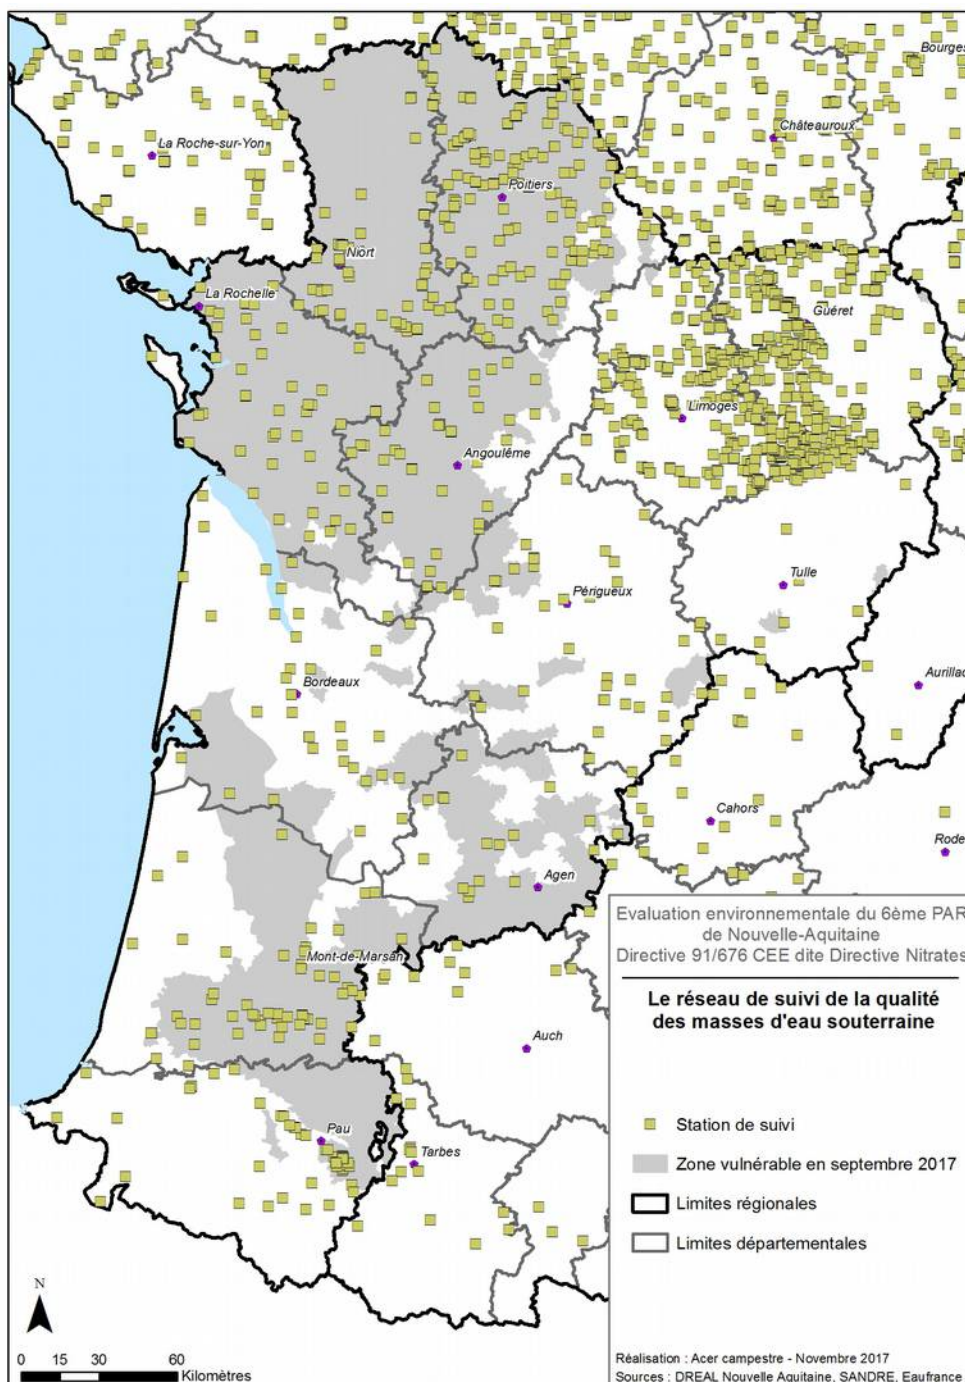 Bourges
Châteauroux
La Roche-sur-Yon
Poitiers
Niort
La Rochelle
Guéret
Limoges
Angoulême
Tulle
Périgueux
Bordeaux
Aurillac
Cahors
Rode
Agen
Mont-de-Marsan
Auch
Pau
Tarbes
Evaluation environnementale du 6ème PAR
de Nouvelle-Aquitaine
Directive 91/676 CEE dite Directive Nitrates
Le réseau de suivi de la qualité
des masses d'eau souterraine
Station de suivi
Zone vulnérable en septembre 2017
Limites régionales
Limites départementales
N
0 15 30 60
Kilomètres
Réalisation : Acer campestre - Novembre 2017
Sources : DREAL Nouvelle Aquitaine, SANDRE, Eaufrance